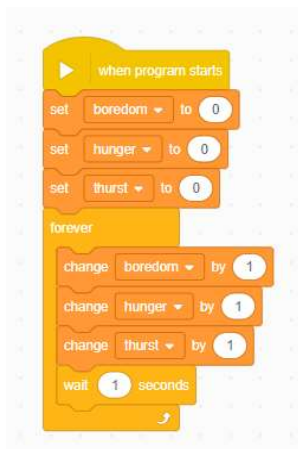 when program starts
set boredom to 0
set hunger to 0
set thurst to 0
forever
change boredom by 1
change hunger by 1
change thurst by 1
wait 1 seconds